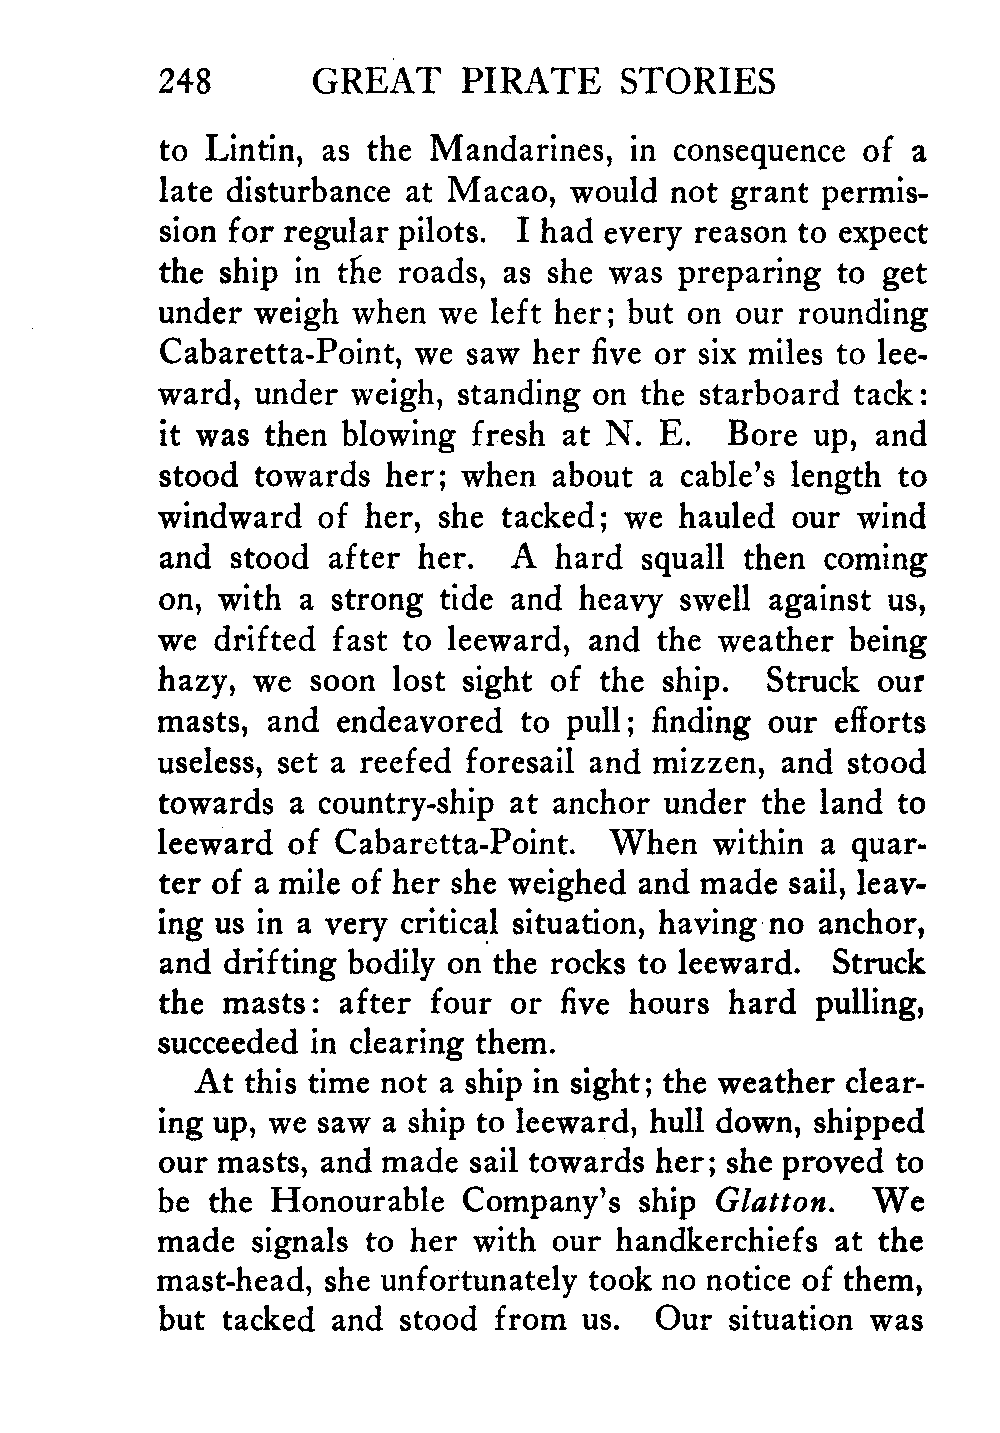 248 GREAT PIRATE STORIES
to Lintin, as the Mandarines, in consequence of a
late disturbance at Macao, would not grant permis-
sion for regular pilots. I had every reason to expect
the ship in the roads, as she was preparing to get
under weigh when we left her; but on our rounding
Cabaretta-Point, we saw her five or six miles to lee-
ward, under weigh, standing on the starboard tack:
it was then blowing fresh at N. E. Bore up, and
stood towards her; when about a cable's length to
windward of her, she tacked; we hauled our wind
and stood after her. A hard squall then coming
on, with a strong tide and heavy swell against us,
we drifted fast to leeward, and the weather being
hazy, we soon lost sight of the ship. Struck our
masts, and endeavored to pull; finding our efforts
useless, set a reefed foresail and mizzen, and stood
towards a country-ship at anchor under the land to
leeward of Cabaretta-Point. When within a quar-
ter of a mile of her she weighed and made sail, leav-
ing us in a very critical situation, having no anchor,
and drifting bodily on the rocks to leeward. Struck
the masts: after four or five hours hard pulling,
succeeded in clearing them.
At this time not a ship in sight; the weather clear-
ing up, we saw a ship to leeward, hull down, shipped
our masts, and made sail towards her; she proved to
be the Honourable Company's ship Glatton. We
made signals to her with our handkerchiefs at the
mast-head, she unfortunately took no notice of them,
but tacked and stood from us. Our situation was